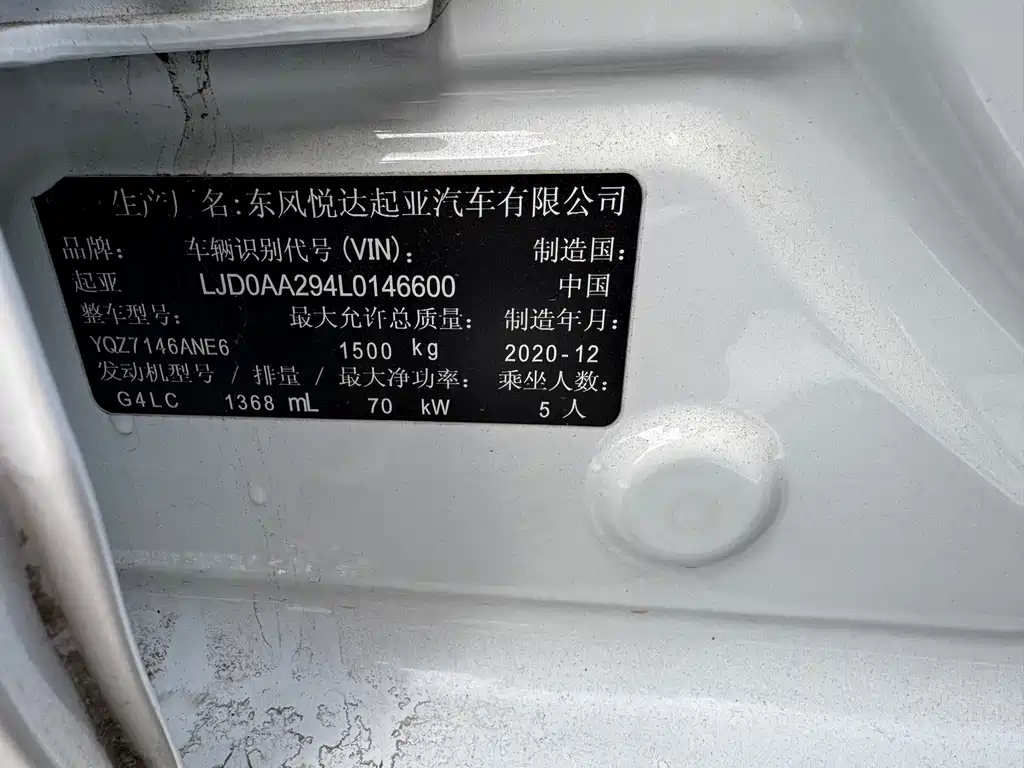 生产厂名:东风悦达起亚汽车有限公司
品牌: 车辆识别代号(VIN): 制造国:
起亚 LJD0AA294L0146600 中国
整车型号: 最大允许总质量: 制造年月:
YQZ7146ANE6 1500 kg 2020-12
发动机型号 / 排量 / 最大净功率: 乘坐人数:
G4LC 1368 mL 70 kW 5 人